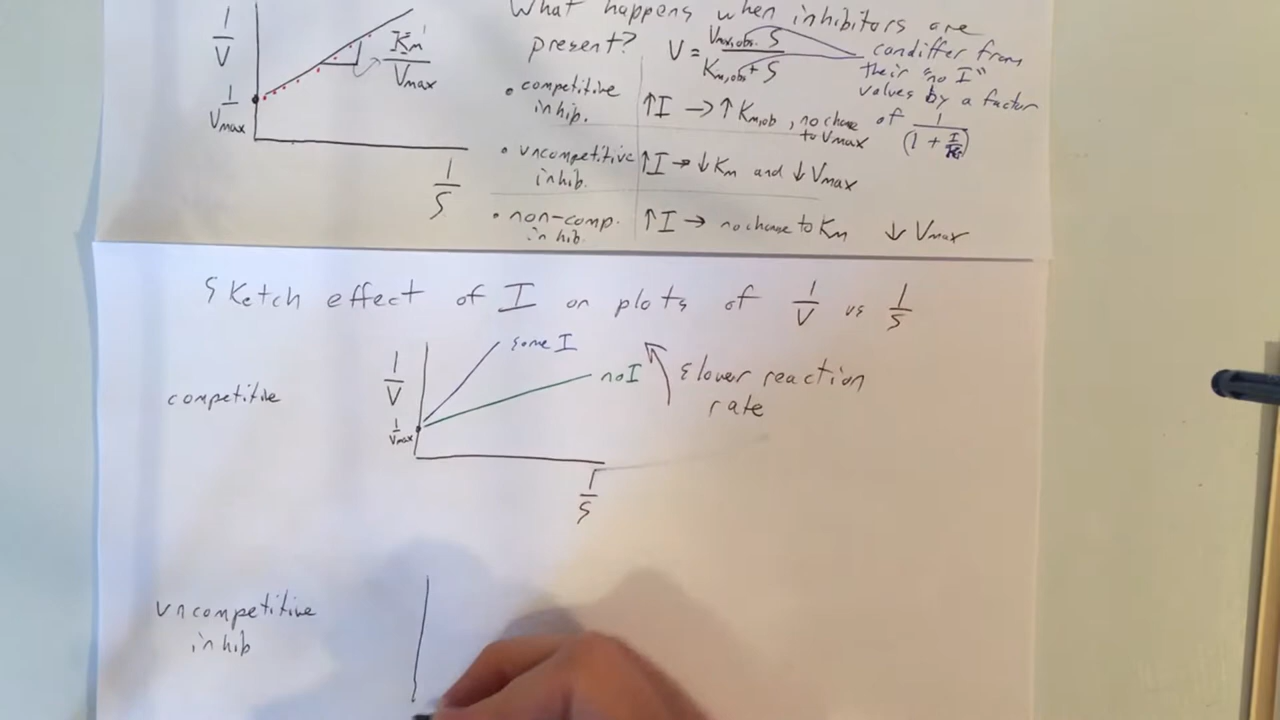 1/V
1/Vmax
Km/Vmax
1/S
What happens when inhibitors are
present? V = Vmax,obs · S / Km,obs + S
can differ from
their "no I"
values by a factor
of 1/(1 + I/KI)
• competitive
inhib.
↑I → ↑ Km,ob, no change
to Vmax
• uncompetitive
inhib.
↑I → ↓ Km and ↓ Vmax
• non-comp.
inhib.
↑I → no change to Km ↓ Vmax
Sketch effect of I on plots of 1/V vs 1/S
competitive
1/V
1/Vmax
some I
no I
1/S
slower reaction
rate
uncompetitive
inhib